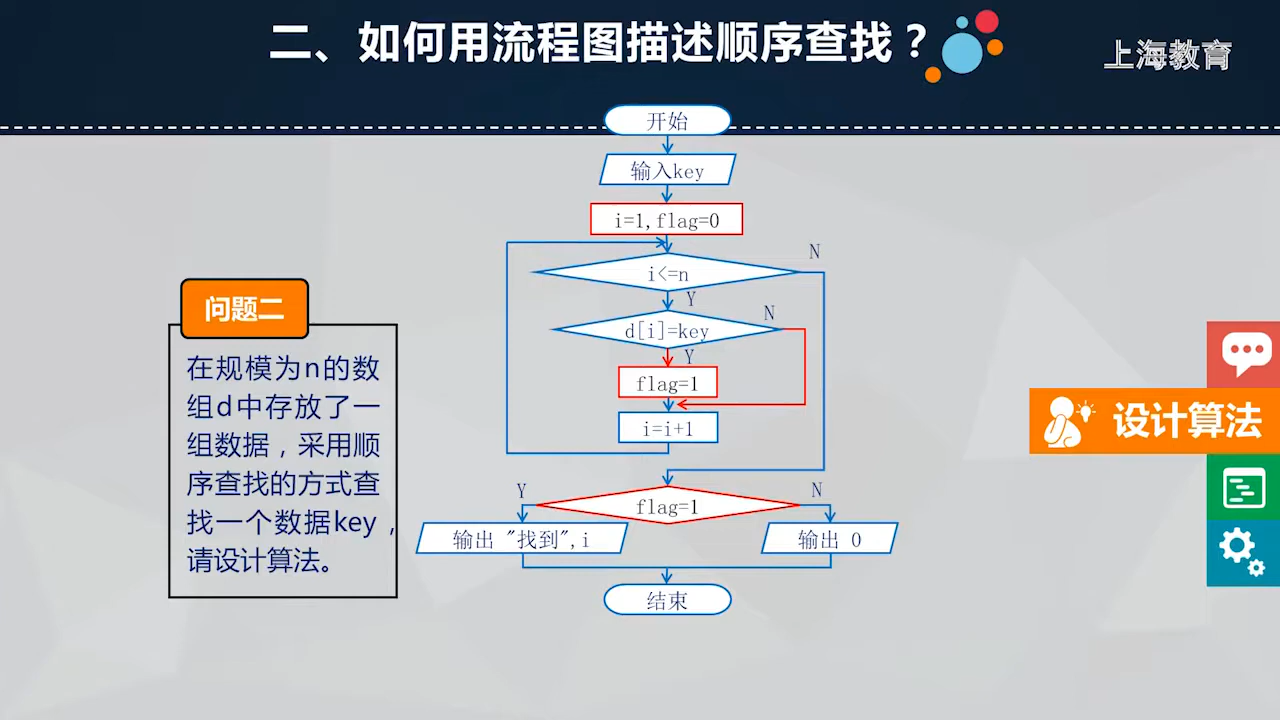 二、如何用流程图描述顺序查找？
上海教育
开始
输入key
i=1,flag=0
i<=n
N
Y
d[i]=key
N
Y
flag=1
i=i+1
flag=1
Y
N
输出 "找到",i
输出 0
结束
问题二
在规模为n的数
组d中存放了一
组数据，采用顺
序查找的方式查
找一个数据key，
请设计算法。
设计算法